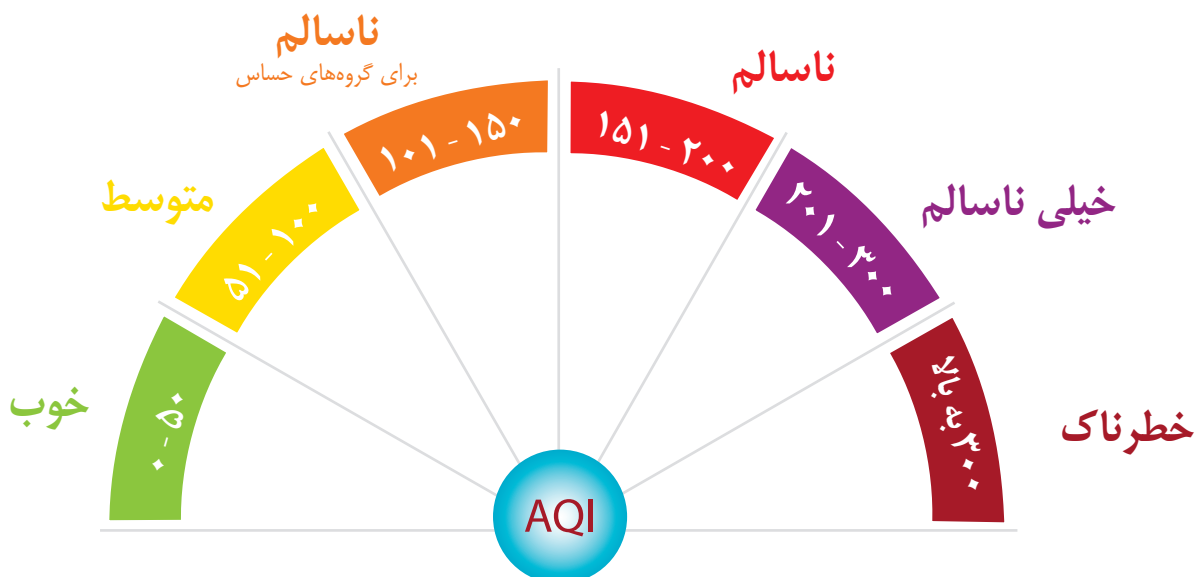 خوب
۰ - ۵۰
متوسط
۵۱ - ۱۰۰
ناسالم
برای گروه‌های حساس
۱۰۱ - ۱۵۰
ناسالم
۱۵۱ - ۲۰۰
خیلی ناسالم
۲۰۱ - ۳۰۰
خطرناک
۳۰۰ به بالا
AQI